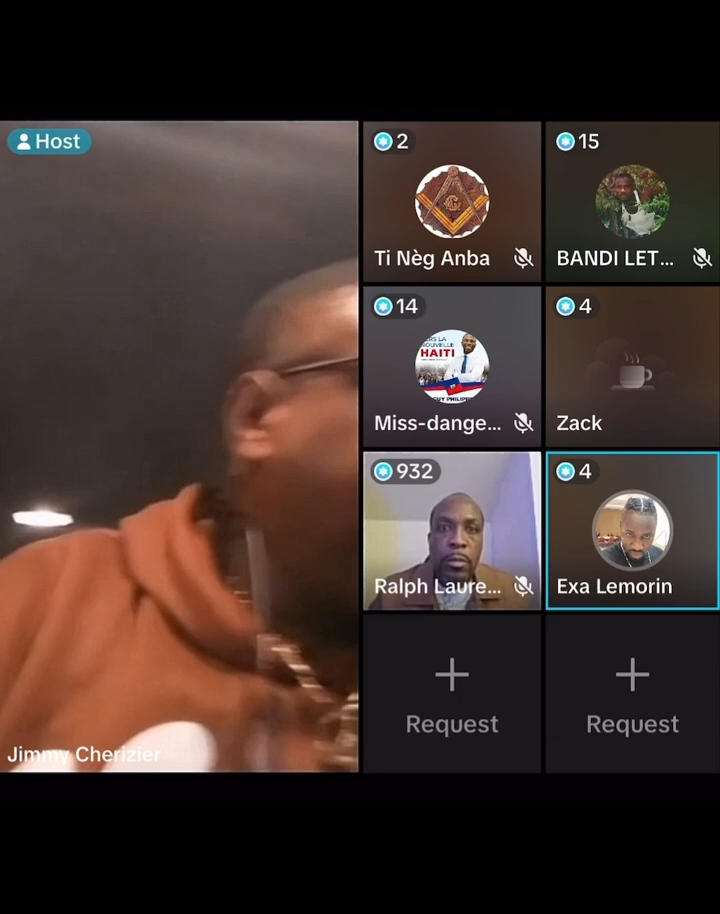 Host
Jimmy Cherizier
2
Ti Nèg Anba
15
BANDI LET...
14
NOUVELLE
HAITI
Miss-dange...
4
Zack
932
Ralph Laure...
4
Exa Lemorin
Request
Request